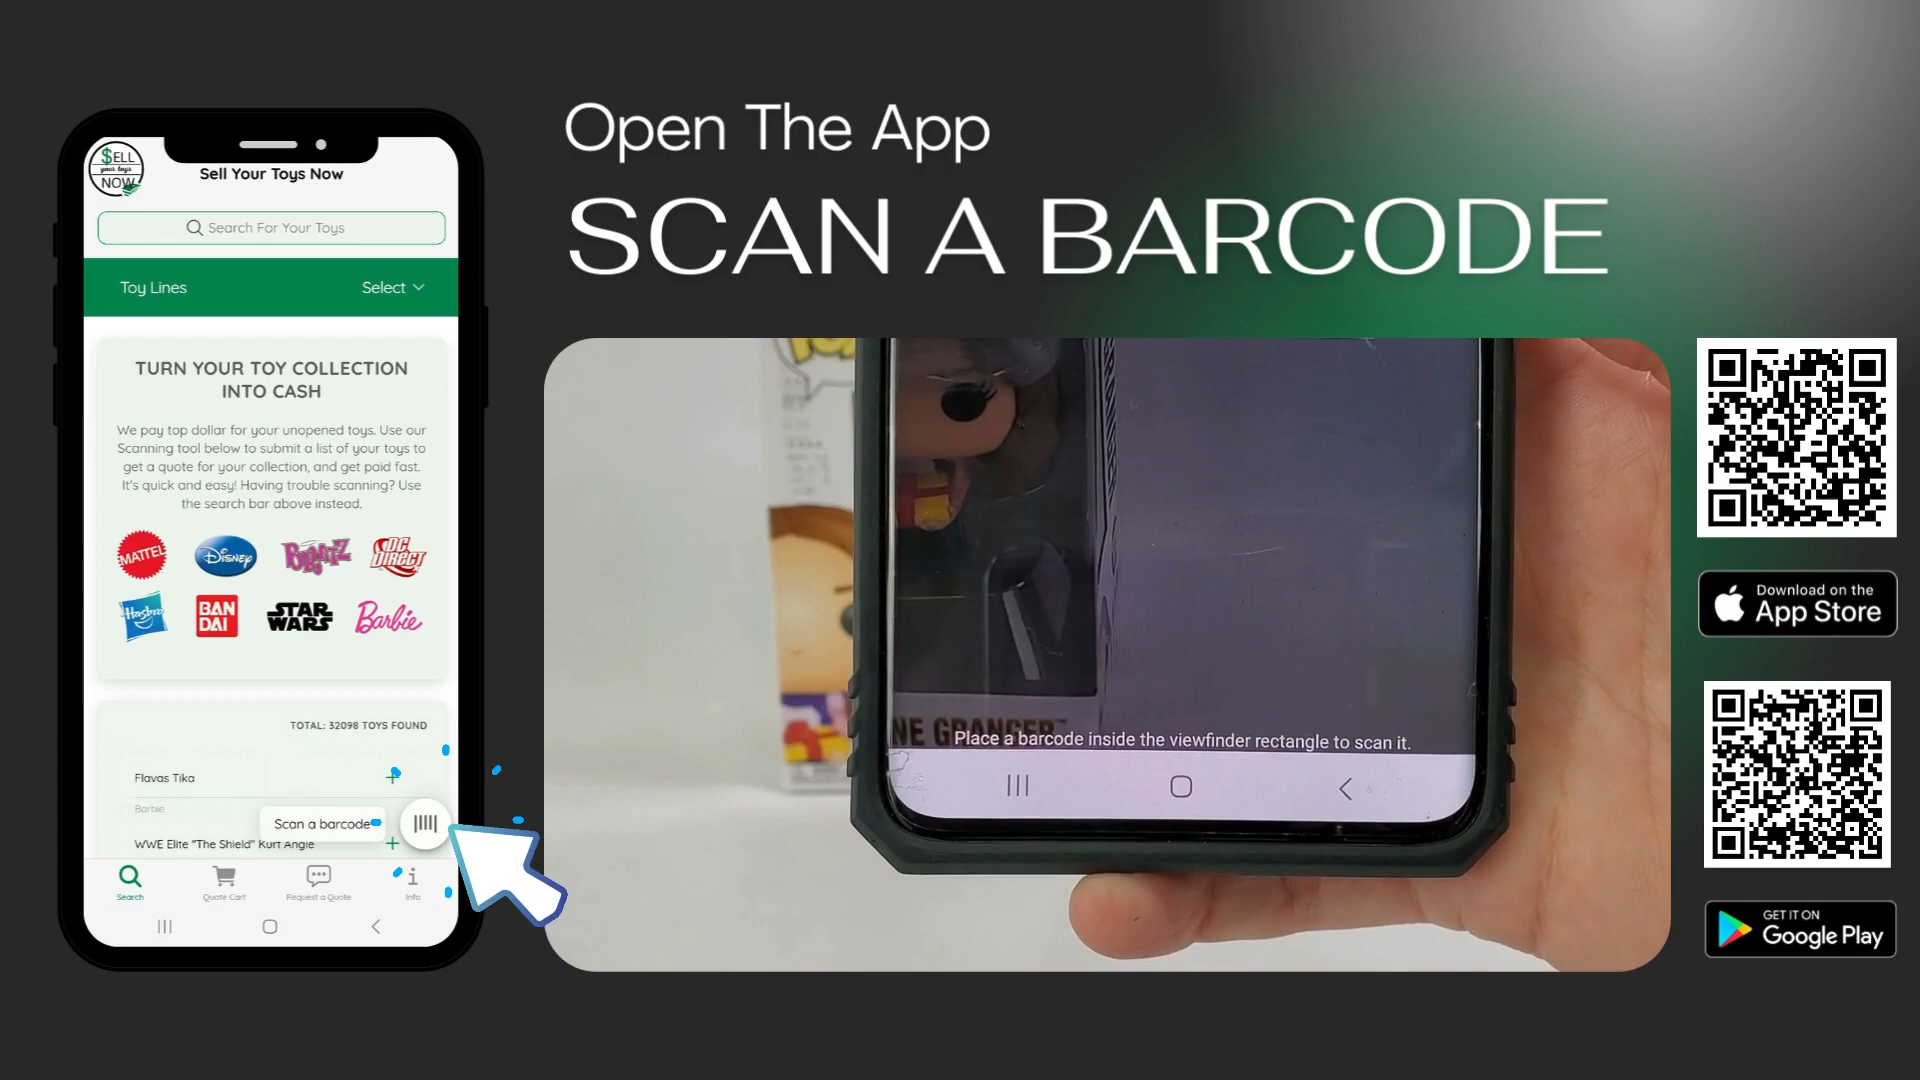 Open The App
SCAN A BARCODE
$ELL
your toys
NOW
Sell Your Toys Now
Search For Your Toys
Toy Lines
Select
TURN YOUR TOY COLLECTION
INTO CASH
We pay top dollar for your unopened toys. Use our
Scanning tool below to submit a list of your toys to
get a quote for your collection, and get paid fast.
It's quick and easy! Having trouble scanning? Use
the search bar above instead.
MATTEL
Disney
BRATZ
DC
DIRECT
Hasbro
BAN
DAI
STAR
WARS
Barbie
TOTAL: 32098 TOYS FOUND
Flavas Tika
Barbie
Scan a barcode
WWE Elite "The Shield" Kurt Angle
Search
Quote Cart
Request a Quote
Info
NE GRANGER™
Place a barcode inside the viewfinder rectangle to scan it.
Download on the
App Store
GET IT ON
Google Play